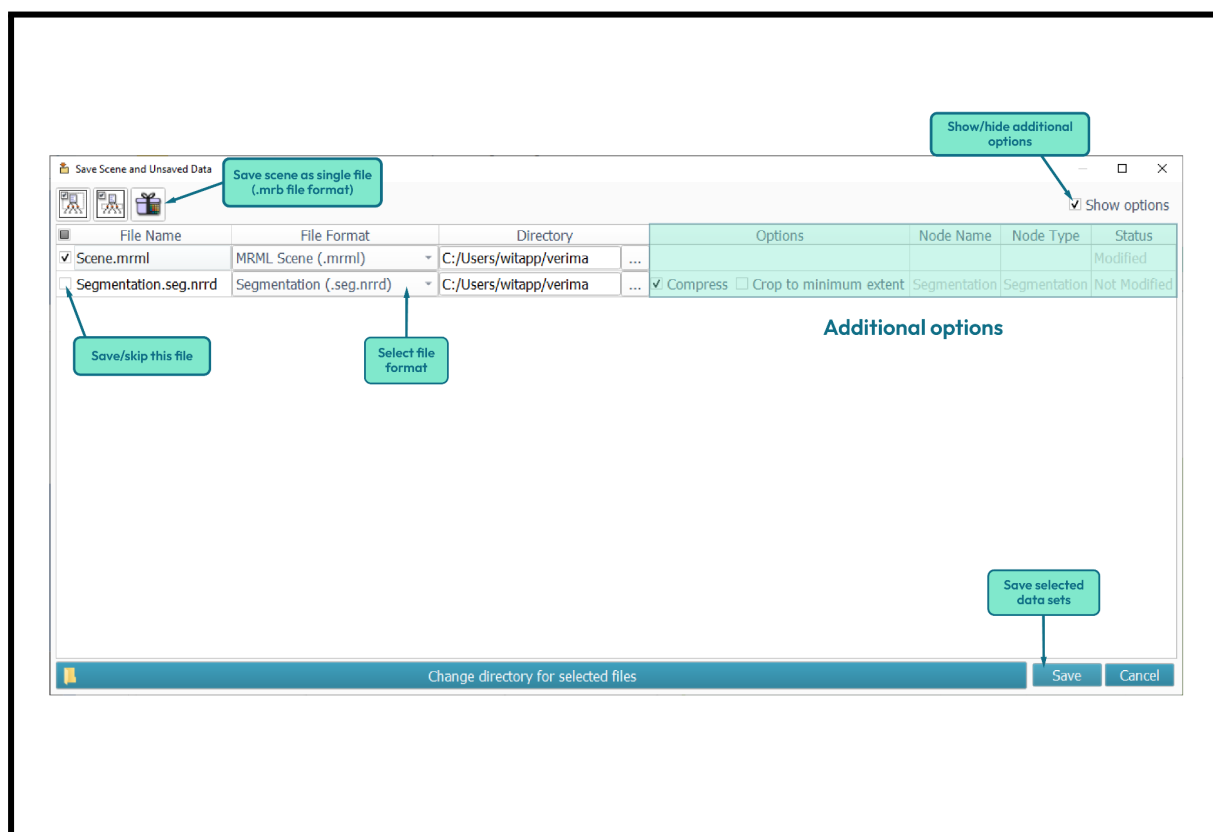 Show/hide additional
options
Save Scene and Unsaved Data
Save scene as single file
(.mrb file format)
Show options
File Name File Format Directory Options Node Name Node Type Status
Scene.mrml MRML Scene (.mrml) C:/Users/witapp/verima ... Modified
Segmentation.seg.nrrd Segmentation (.seg.nrrd) C:/Users/witapp/verima ... Compress Crop to minimum extent Segmentation Segmentation Not Modified
Additional options
Save/skip this file
Select file
format
Save selected
data sets
Change directory for selected files Save Cancel